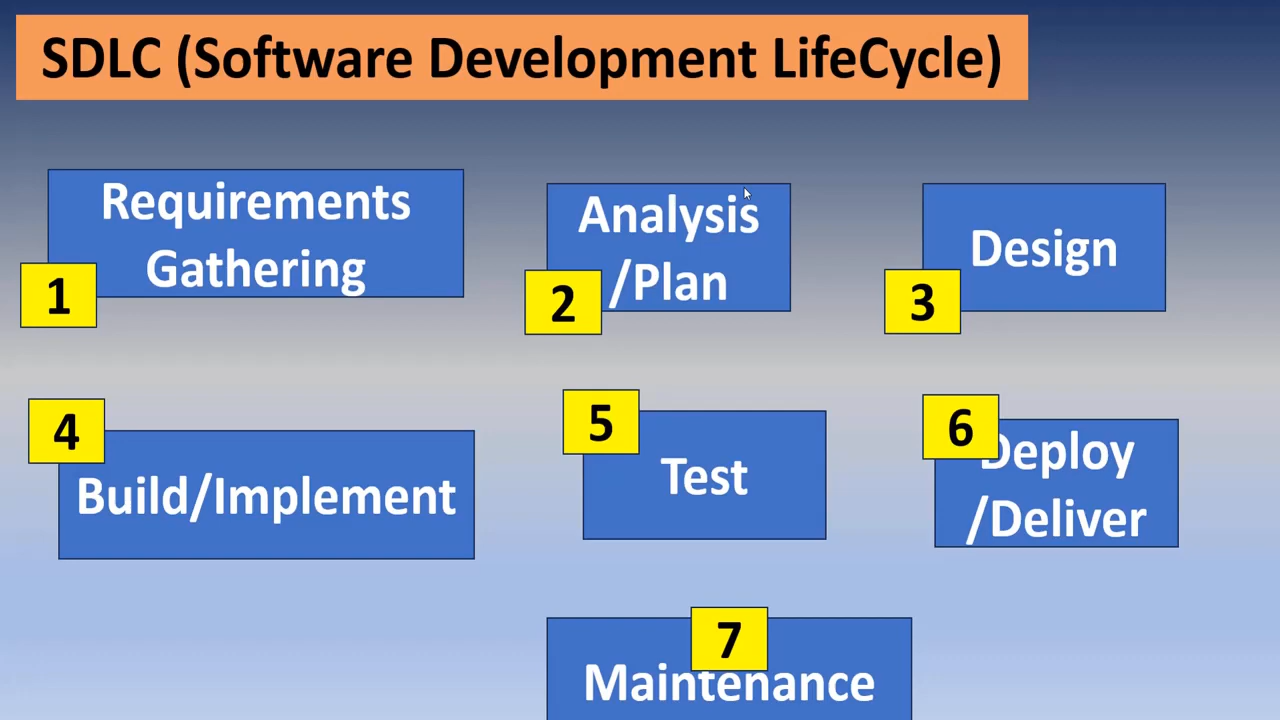 SDLC (Software Development LifeCycle)
Requirements
Gathering
1
Analysis
/Plan
2
Design
3
4
Build/Implement
5
Test
6
Deploy
/Deliver
7
Maintenance